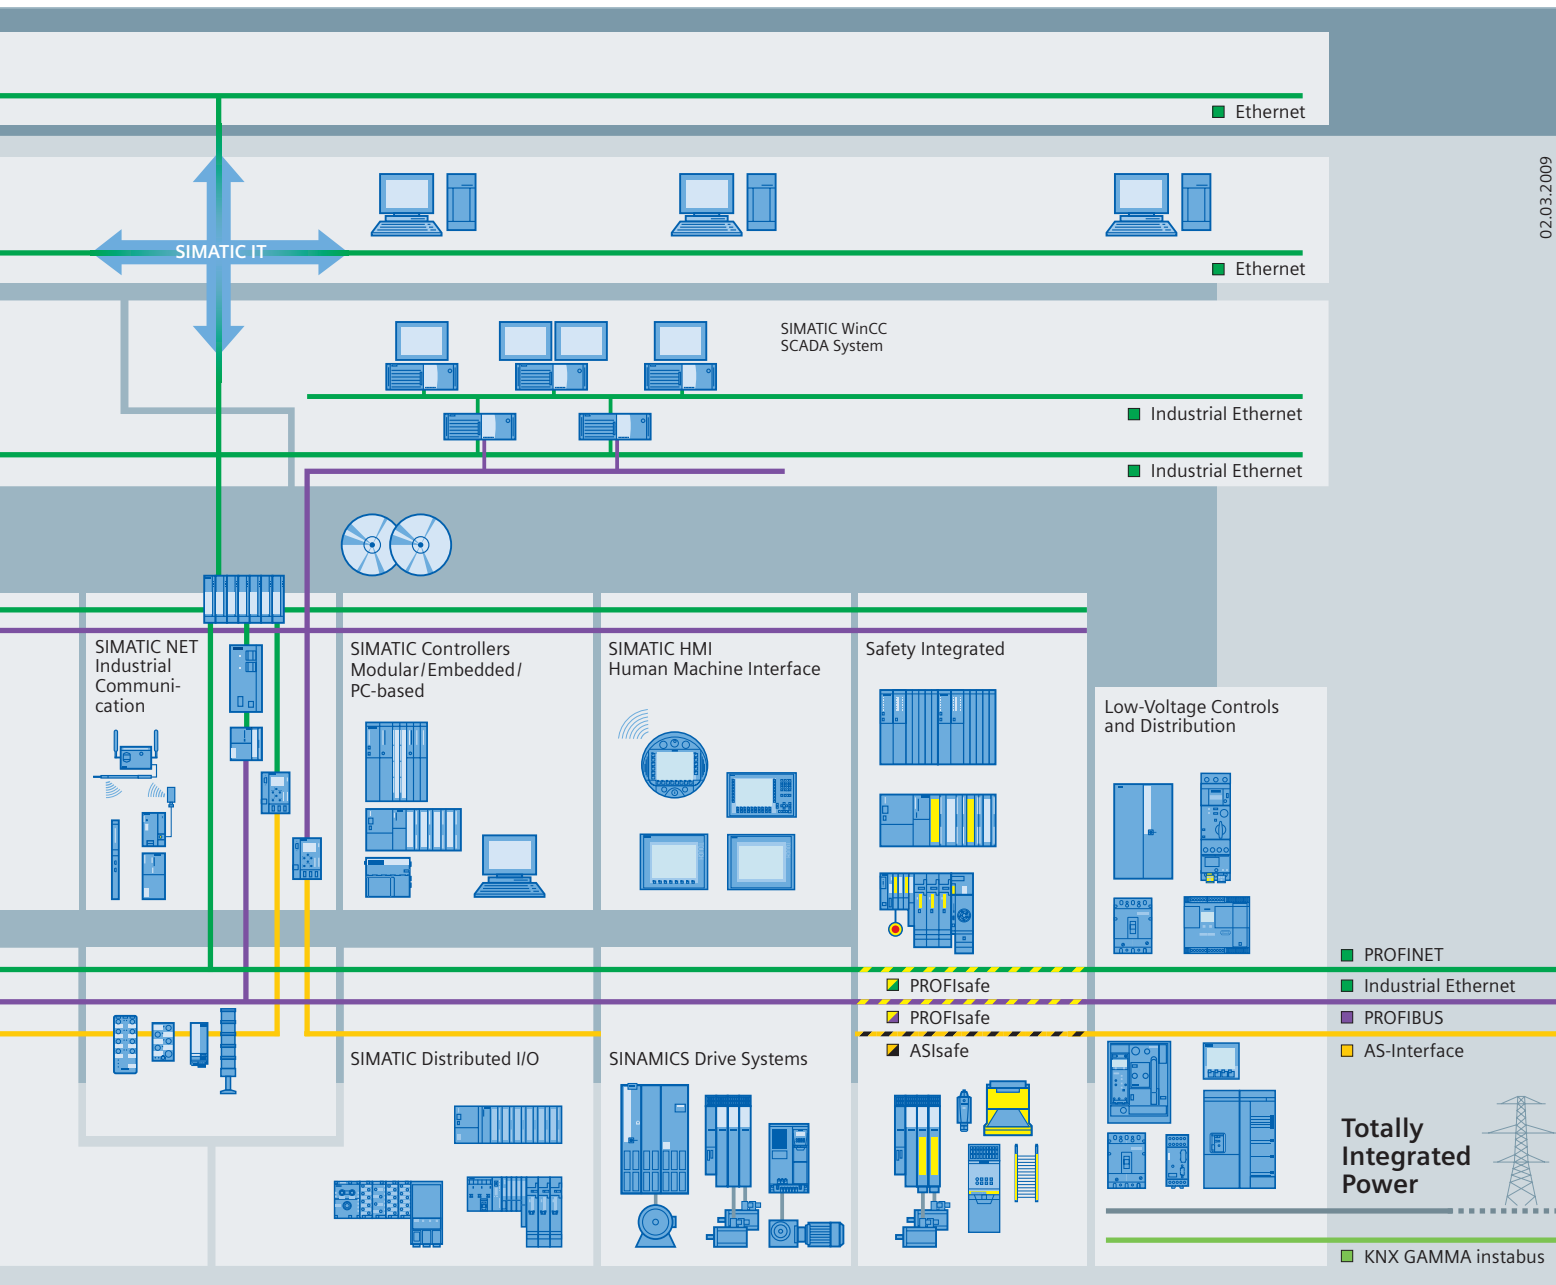 Ethernet
02.03.2009
SIMATIC IT
Ethernet
SIMATIC WinCC
SCADA System
Industrial Ethernet
Industrial Ethernet
SIMATIC NET
Industrial
Communi-
cation
SIMATIC Controllers
Modular/Embedded/
PC-based
SIMATIC HMI
Human Machine Interface
Safety Integrated
Low-Voltage Controls
and Distribution
PROFINET
PROFIsafe
Industrial Ethernet
PROFIsafe
PROFIBUS
ASIsafe
AS-Interface
SIMATIC Distributed I/O
SINAMICS Drive Systems
Totally
Integrated
Power
KNX GAMMA instabus